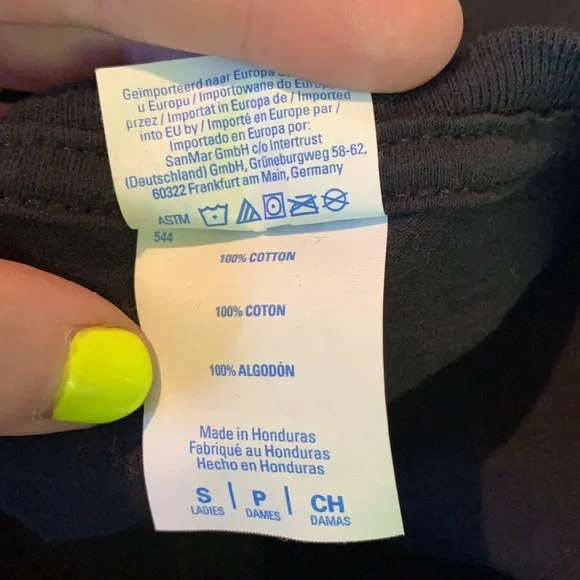 Geïmporteerd naar Europa
u Europu / Importowane do Europy
przez / Importat in Europa de / Imported
into EU by / Importé en Europe par /
Importado en Europa por:
SanMar GmbH c/o Intertrust
(Deutschland) GmbH, Grüneburgweg 58-62,
60322 Frankfurt am Main, Germany
ASTM
544
100% COTTON
100% COTON
100% ALGODÓN
Made in Honduras
Fabriqué au Honduras
Hecho en Honduras
S | P | CH
LADIES DAMES DAMAS